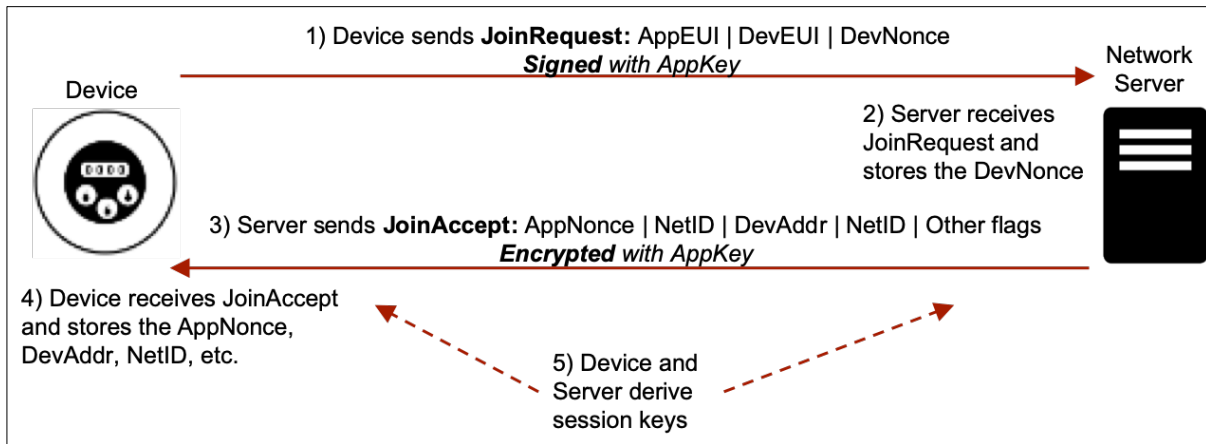 1) Device sends JoinRequest: AppEUI | DevEUI | DevNonce
Signed with AppKey
Device
Network
Server
0000
2) Server receives
JoinRequest and
stores the DevNonce
3) Server sends JoinAccept: AppNonce | NetID | DevAddr | NetID | Other flags
Encrypted with AppKey
4) Device receives JoinAccept
and stores the AppNonce,
DevAddr, NetID, etc.
5) Device and
Server derive
session keys